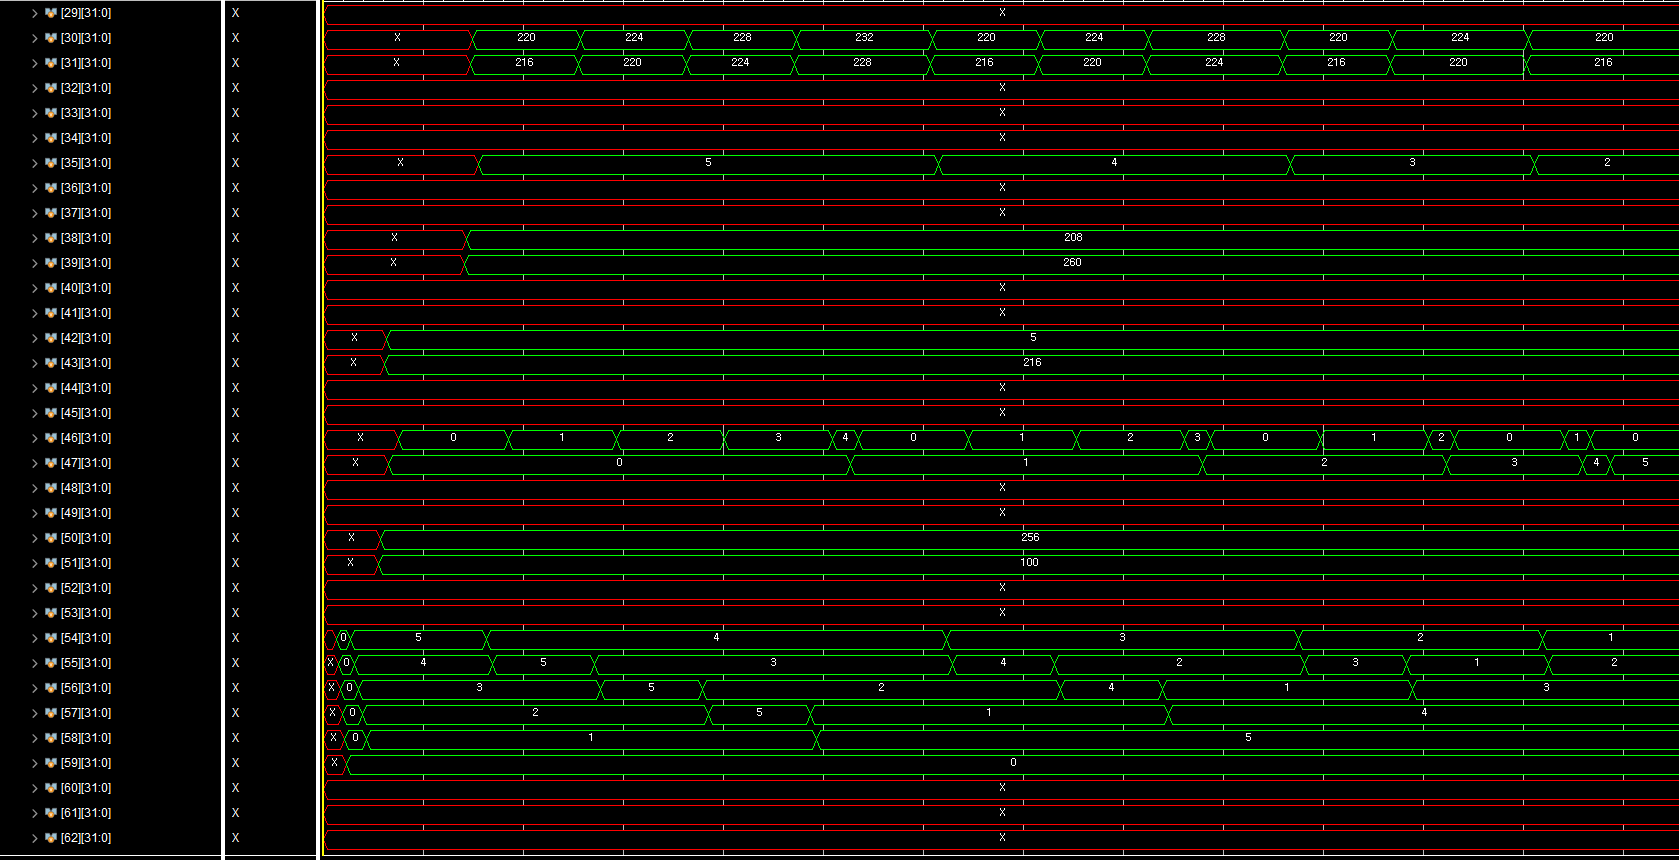 [29][31:0] X X
[30][31:0] X X 220 224 228 232 220 224 228 220 224 220
[31][31:0] X X 216 220 224 228 216 220 224 216 220 216
[32][31:0] X X
[33][31:0] X X
[34][31:0] X X
[35][31:0] X X 5 4 3 2
[36][31:0] X X
[37][31:0] X X
[38][31:0] X X 208
[39][31:0] X X 260
[40][31:0] X X
[41][31:0] X X
[42][31:0] X X 5
[43][31:0] X X 216
[44][31:0] X X
[45][31:0] X X
[46][31:0] X X 0 1 2 3 4 0 1 2 3 0 1 2 0 1 0
[47][31:0] X X 0 1 2 3 4 5
[48][31:0] X X
[49][31:0] X X
[50][31:0] X X 256
[51][31:0] X X 100
[52][31:0] X X
[53][31:0] X X
[54][31:0] X 0 5 4 3 2 1
[55][31:0] X X 0 4 5 3 4 2 3 1 2
[56][31:0] X X 0 3 5 2 4 1 3
[57][31:0] X X 0 2 5 1 4
[58][31:0] X X 0 1 5
[59][31:0] X X 0
[60][31:0] X X
[61][31:0] X X
[62][31:0] X X